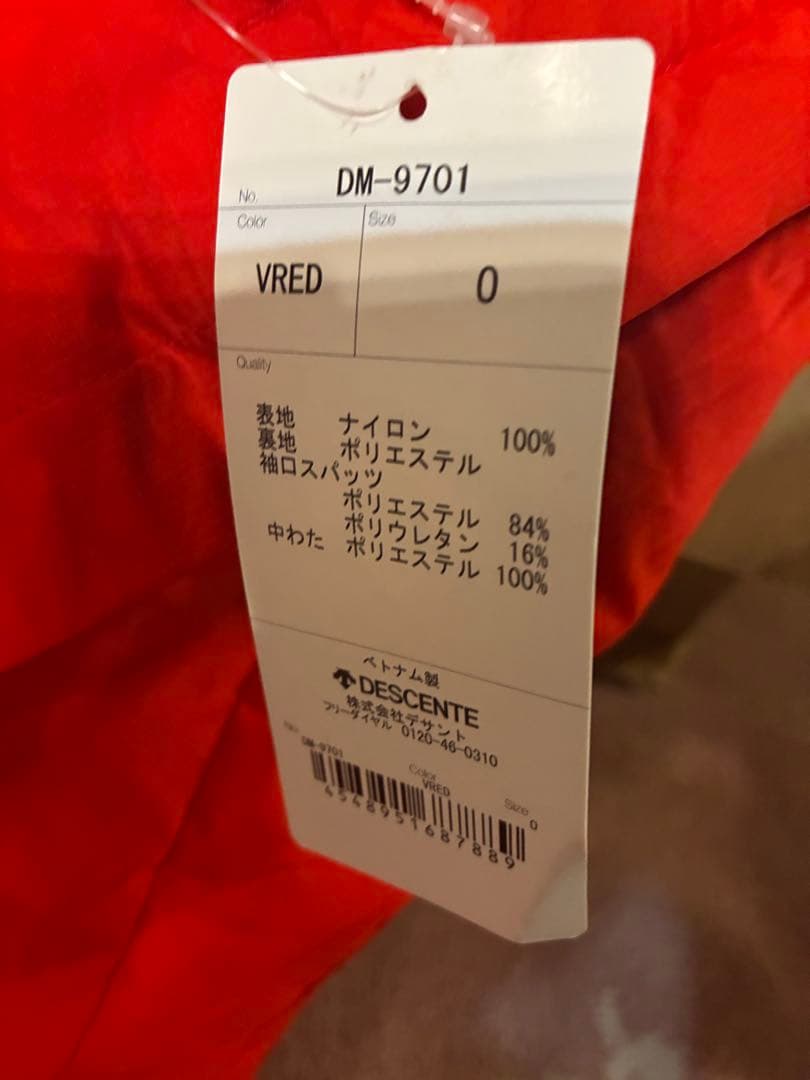 No. DM-9701
Color Size
VRED 0
Quality
表地 ナイロン 100%
裏地 ポリエステル
袖口スパッツ
ポリエステル 84%
ポリウレタン 16%
中わた ポリエステル 100%
ベトナム製
DESCENTE
株式会社デサント
フリーダイヤル 0120-46-0310
No. Color Size
DM-9701 VRED 0
4548951687889